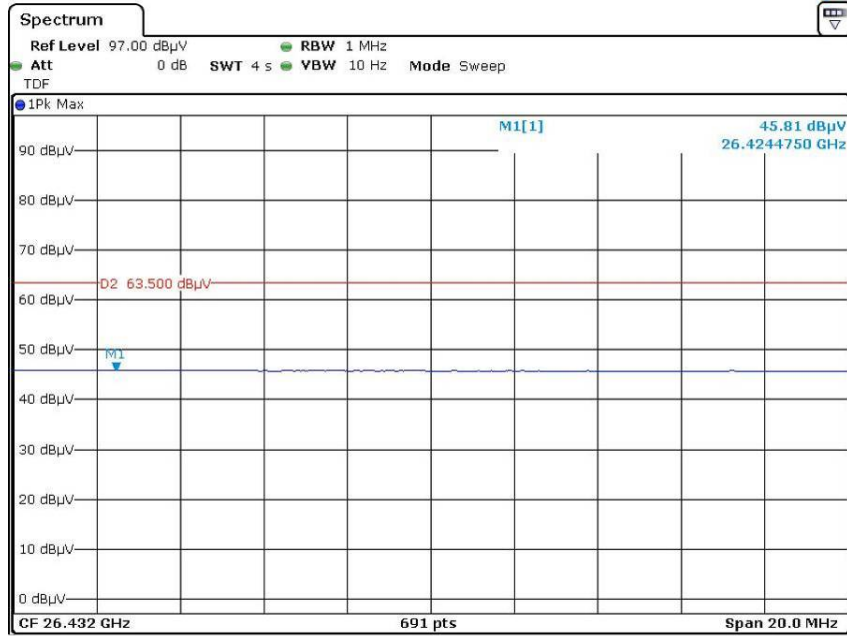 Spectrum
Ref Level 97.00 dBµV RBW 1 MHz
Att 0 dB SWT 4 s VBW 10 Hz Mode Sweep
TDF
1Pk Max
M1[1] 45.81 dBµV
26.4244750 GHz
90 dBµV
80 dBµV
70 dBµV
D2 63.500 dBµV
60 dBµV
50 dBµV
M1
40 dBµV
30 dBµV
20 dBµV
10 dBµV
0 dBµV
CF 26.432 GHz 691 pts Span 20.0 MHz